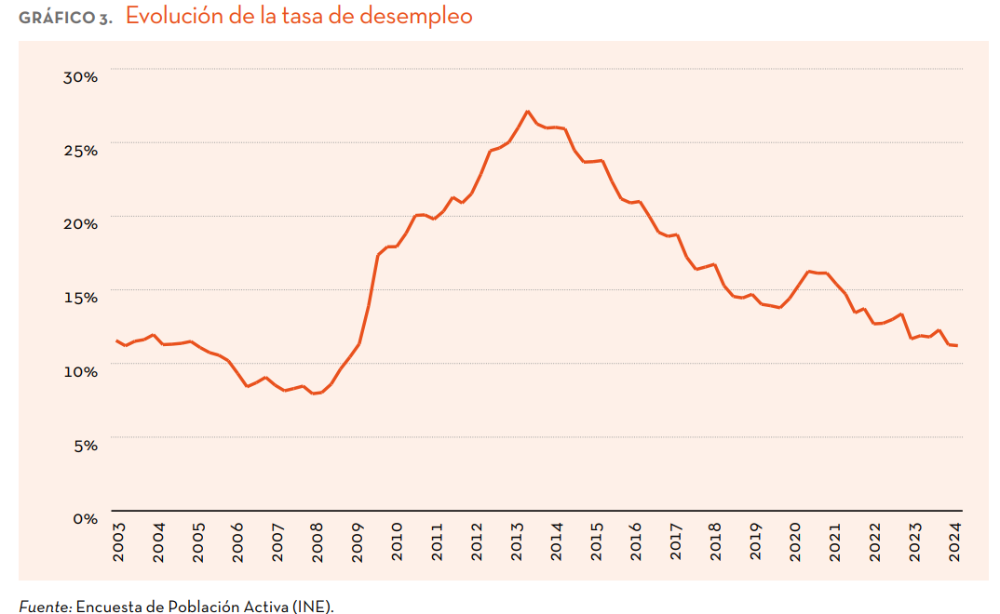 GRÁFICO 3. Evolución de la tasa de desempleo
30%
25%
20%
15%
10%
5%
0%
2003 2004 2005 2006 2007 2008 2009 2010 2011 2012 2013 2014 2015 2016 2017 2018 2019 2020 2021 2022 2023 2024
Fuente: Encuesta de Población Activa (INE).